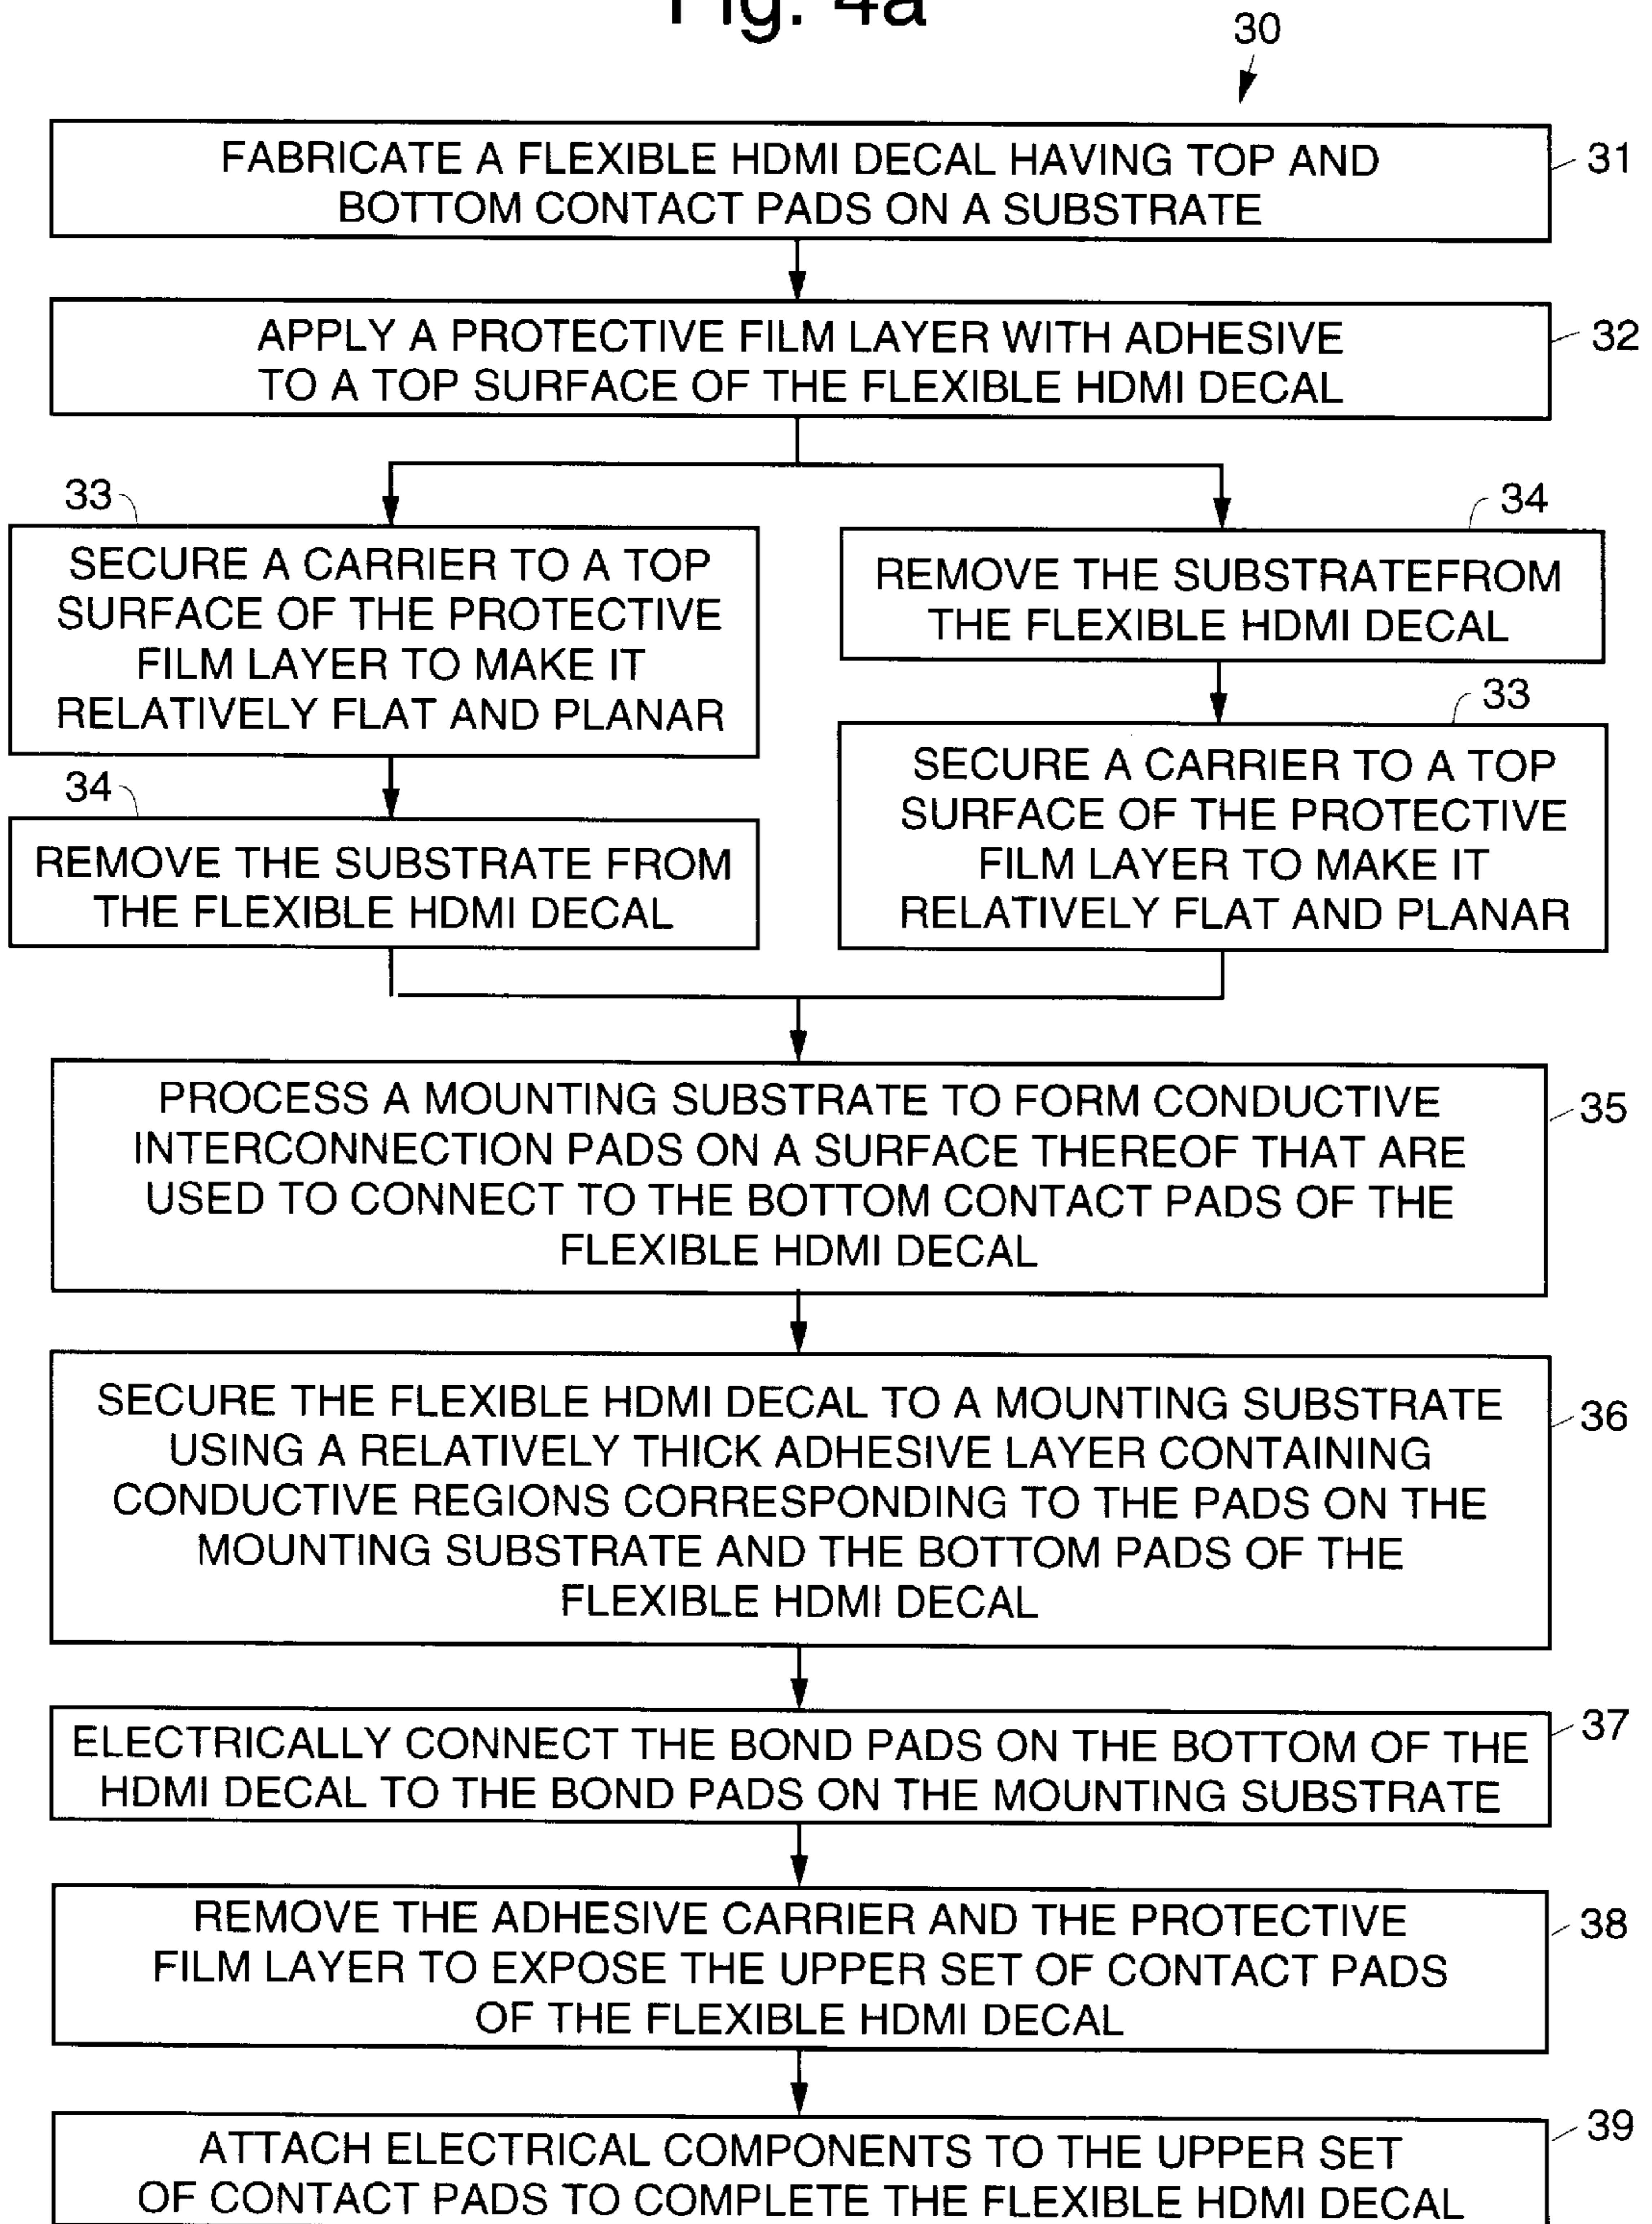 Fig. 4a
30
FABRICATE A FLEXIBLE HDMI DECAL HAVING TOP AND
BOTTOM CONTACT PADS ON A SUBSTRATE
31
APPLY A PROTECTIVE FILM LAYER WITH ADHESIVE
TO A TOP SURFACE OF THE FLEXIBLE HDMI DECAL
32
33
SECURE A CARRIER TO A TOP
SURFACE OF THE PROTECTIVE
FILM LAYER TO MAKE IT
RELATIVELY FLAT AND PLANAR
34
REMOVE THE SUBSTRATE FROM
THE FLEXIBLE HDMI DECAL
34
REMOVE THE SUBSTRATEFROM
THE FLEXIBLE HDMI DECAL
33
SECURE A CARRIER TO A TOP
SURFACE OF THE PROTECTIVE
FILM LAYER TO MAKE IT
RELATIVELY FLAT AND PLANAR
PROCESS A MOUNTING SUBSTRATE TO FORM CONDUCTIVE
INTERCONNECTION PADS ON A SURFACE THEREOF THAT ARE
USED TO CONNECT TO THE BOTTOM CONTACT PADS OF THE
FLEXIBLE HDMI DECAL
35
SECURE THE FLEXIBLE HDMI DECAL TO A MOUNTING SUBSTRATE
USING A RELATIVELY THICK ADHESIVE LAYER CONTAINING
CONDUCTIVE REGIONS CORRESPONDING TO THE PADS ON THE
MOUNTING SUBSTRATE AND THE BOTTOM PADS OF THE
FLEXIBLE HDMI DECAL
36
ELECTRICALLY CONNECT THE BOND PADS ON THE BOTTOM OF THE
HDMI DECAL TO THE BOND PADS ON THE MOUNTING SUBSTRATE
37
REMOVE THE ADHESIVE CARRIER AND THE PROTECTIVE
FILM LAYER TO EXPOSE THE UPPER SET OF CONTACT PADS
OF THE FLEXIBLE HDMI DECAL
38
ATTACH ELECTRICAL COMPONENTS TO THE UPPER SET
OF CONTACT PADS TO COMPLETE THE FLEXIBLE HDMI DECAL
39